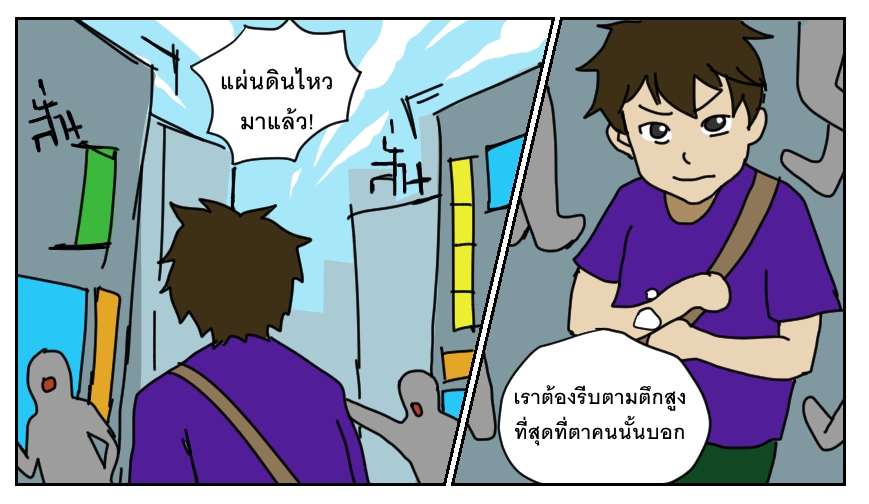 แผ่นดินไหว
มาแล้ว!
สั่น
สั่น
เราต้องรีบตามตึกสูง
ที่สุดที่ตาคนนั้นบอก